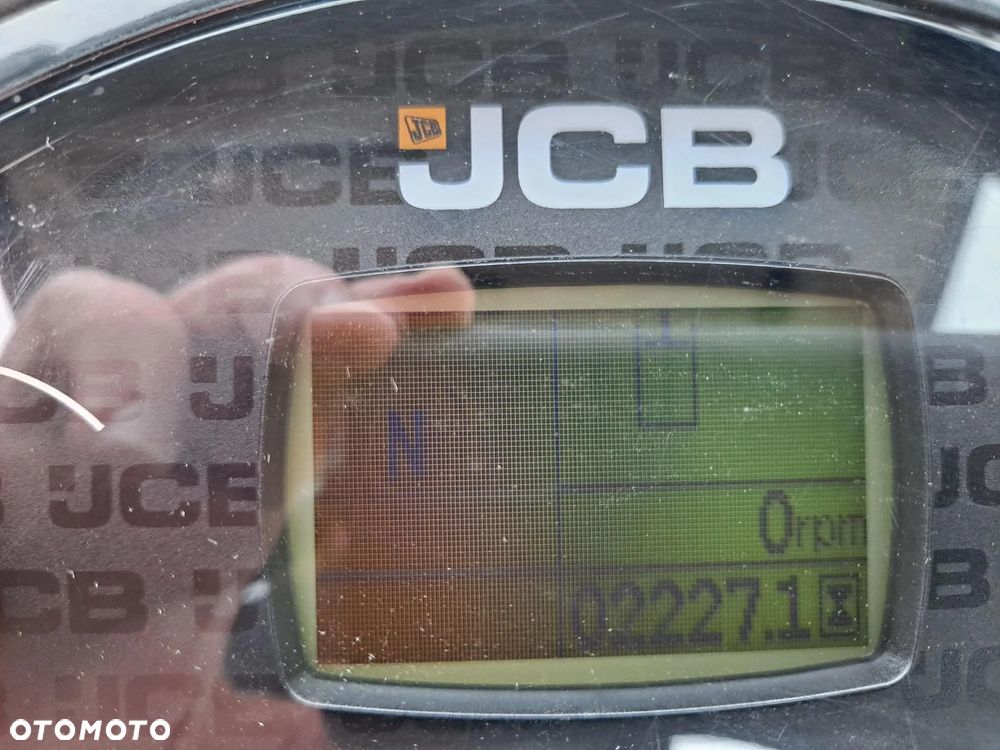 JCB
JCB
N
0rpm
02227.1
OTOMOTO